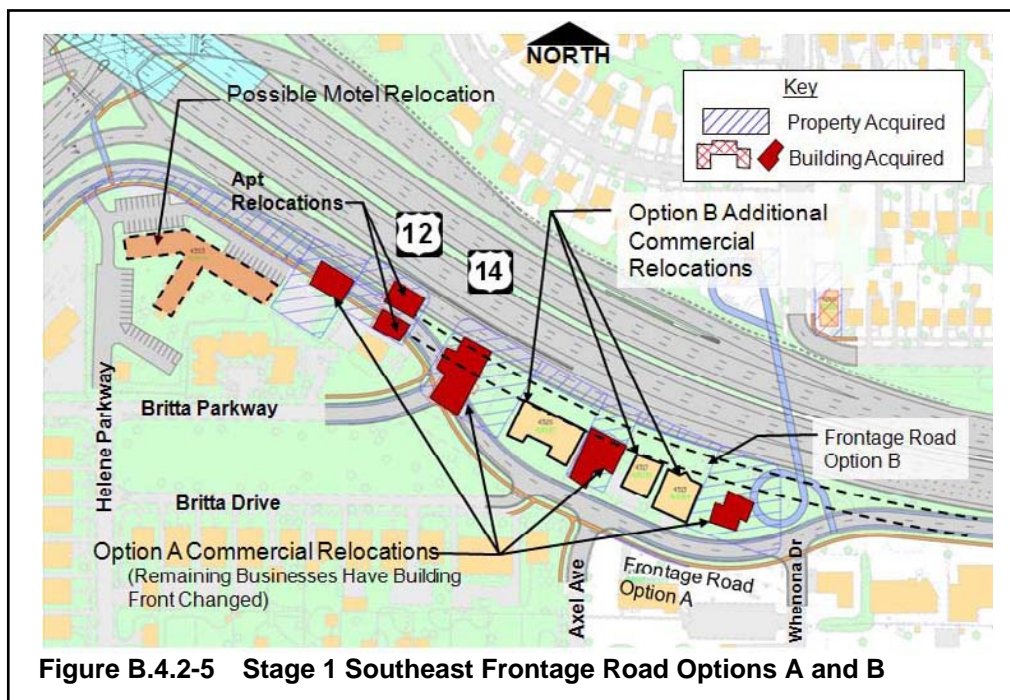 NORTH
Key
Property Acquired
Building Acquired
Possible Motel Relocation
Apt
Relocations
12
14
Option B Additional
Commercial
Relocations
Helene Parkway
Britta Parkway
Britta Drive
Frontage Road
Option B
Option A Commercial Relocations
(Remaining Businesses Have Building
Front Changed)
Axel Ave
Frontage Road
Option A
Whenona Dr
Figure B.4.2-5 Stage 1 Southeast Frontage Road Options A and B